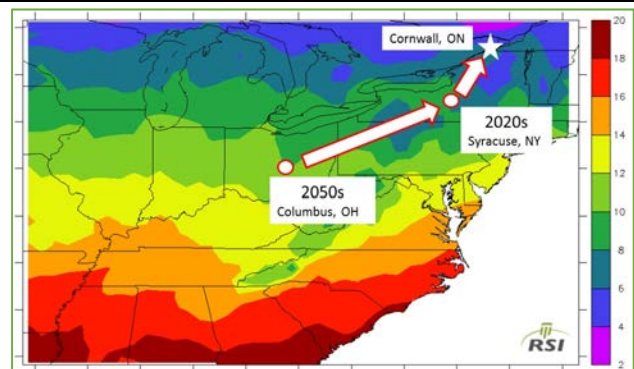 Cornwall, ON
2020s
Syracuse, NY
2050s
Columbus, OH
20
18
16
14
12
10
8
6
4
2
RSI